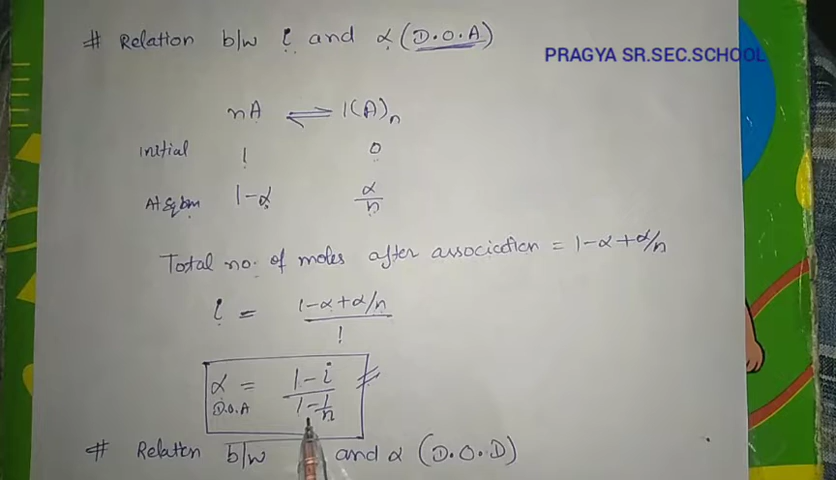 # Relation b/w i and α (D.O.A)
PRAGYA SR.SEC.SCHOOL
nA ⇌ 1(A)n
Initial 1 0
At Eqbm 1-α α/n
Total no. of moles after association = 1-α+α/n
i = (1-α+α/n)/1
α = (1-i)/(1-1/n)
D.O.A
# Relation b/w and α (D.O.D)